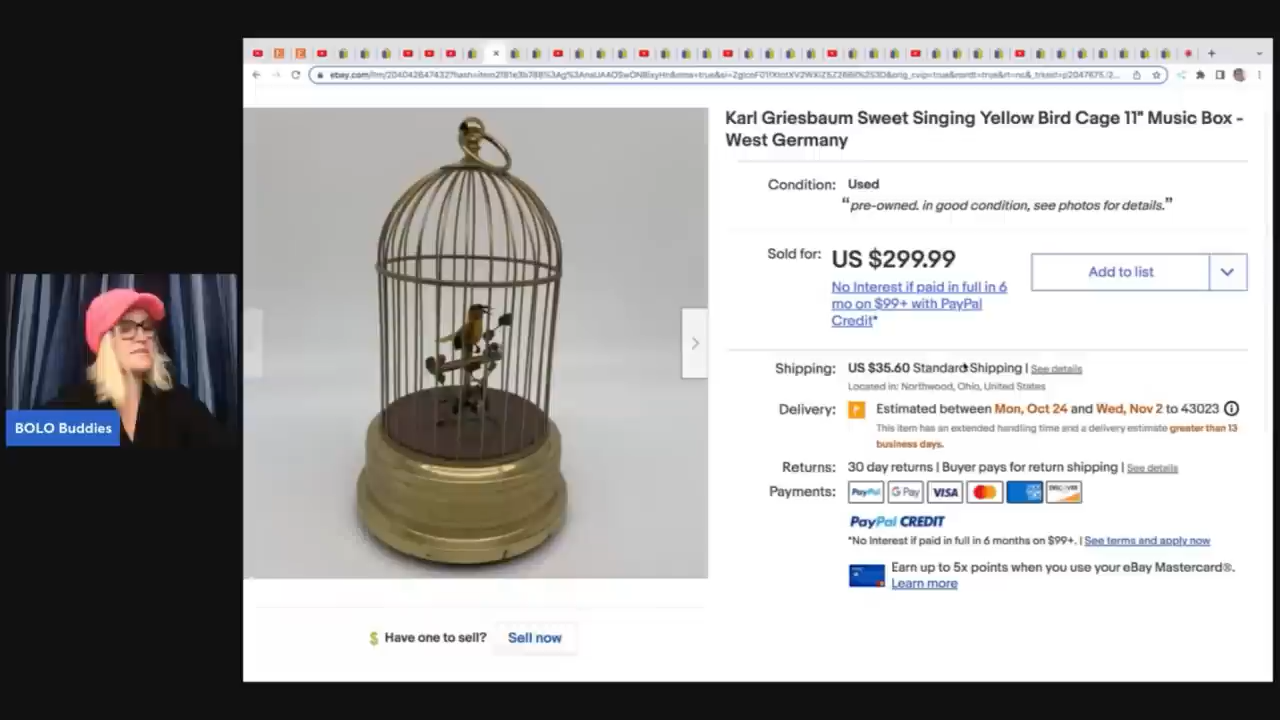 Karl Griesbaum Sweet Singing Yellow Bird Cage 11" Music Box -
West Germany
Condition: Used
“pre-owned. in good condition, see photos for details.”
Sold for: US $299.99
Add to list
No Interest if paid in full in 6
mo on $99+ with PayPal
Credit*
Shipping: US $35.60 Standard Shipping | See details
Located in: Northwood, Ohio, United States
Delivery: Estimated between Mon, Oct 24 and Wed, Nov 2 to 43023
This item has an extended handling time and a delivery estimate greater than 13
business days.
BOLO Buddies
Returns: 30 day returns | Buyer pays for return shipping | See details
Payments: PayPal G Pay VISA DISCOVER
PayPal CREDIT
*No Interest if paid in full in 6 months on $99+. | See terms and apply now
Earn up to 5x points when you use your eBay Mastercard®.
Learn more
Have one to sell? Sell now